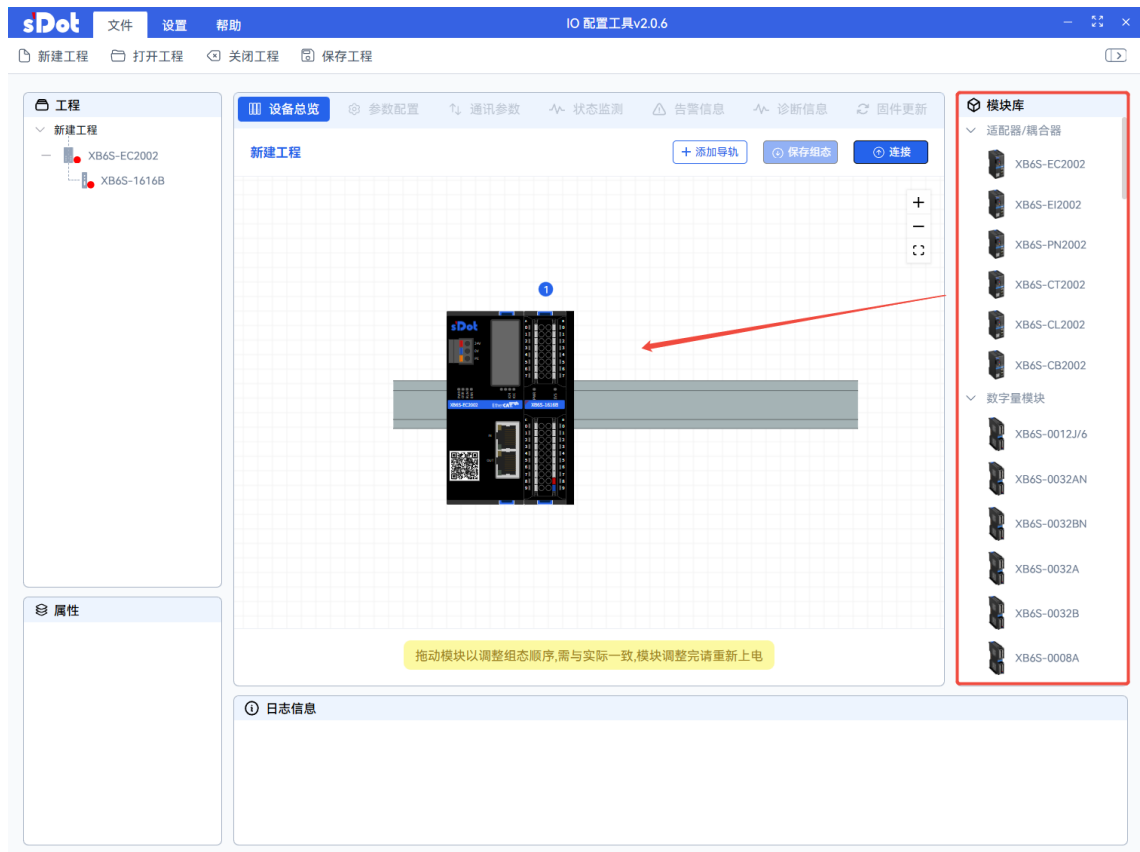 sDot 文件 设置 帮助 IO 配置工具v2.0.6
新建工程 打开工程 关闭工程 保存工程
工程
新建工程
XB6S-EC2002
XB6S-1616B
属性
设备总览 参数配置 通讯参数 状态监测 告警信息 诊断信息 固件更新
新建工程 + 添加导轨 保存组态 连接
1
sDot
XB6S-EC2002 EtherCAT XB6S-1616B
拖动模块以调整组态顺序,需与实际一致,模块调整完请重新上电
日志信息
模块库
适配器/耦合器
XB6S-EC2002
XB6S-EI2002
XB6S-PN2002
XB6S-CT2002
XB6S-CL2002
XB6S-CB2002
数字量模块
XB6S-0012J/6
XB6S-0032AN
XB6S-0032BN
XB6S-0032A
XB6S-0032B
XB6S-0008A